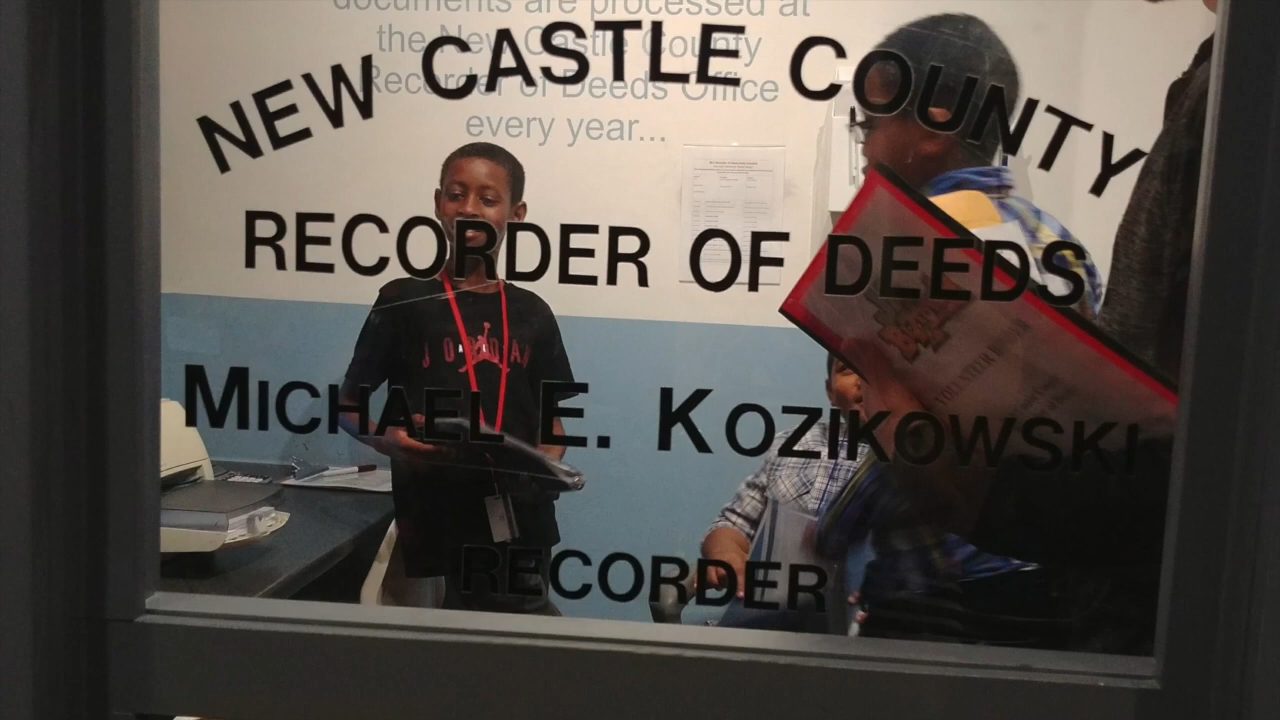 documents are processed at
the New Castle County
Recorder of Deeds Office
every year...
NEW CASTLE COUNTY
RECORDER OF DEEDS
MICHAEL E. KOZIKOWSKI
RECORDER
JORDAN
VOLUNTEER